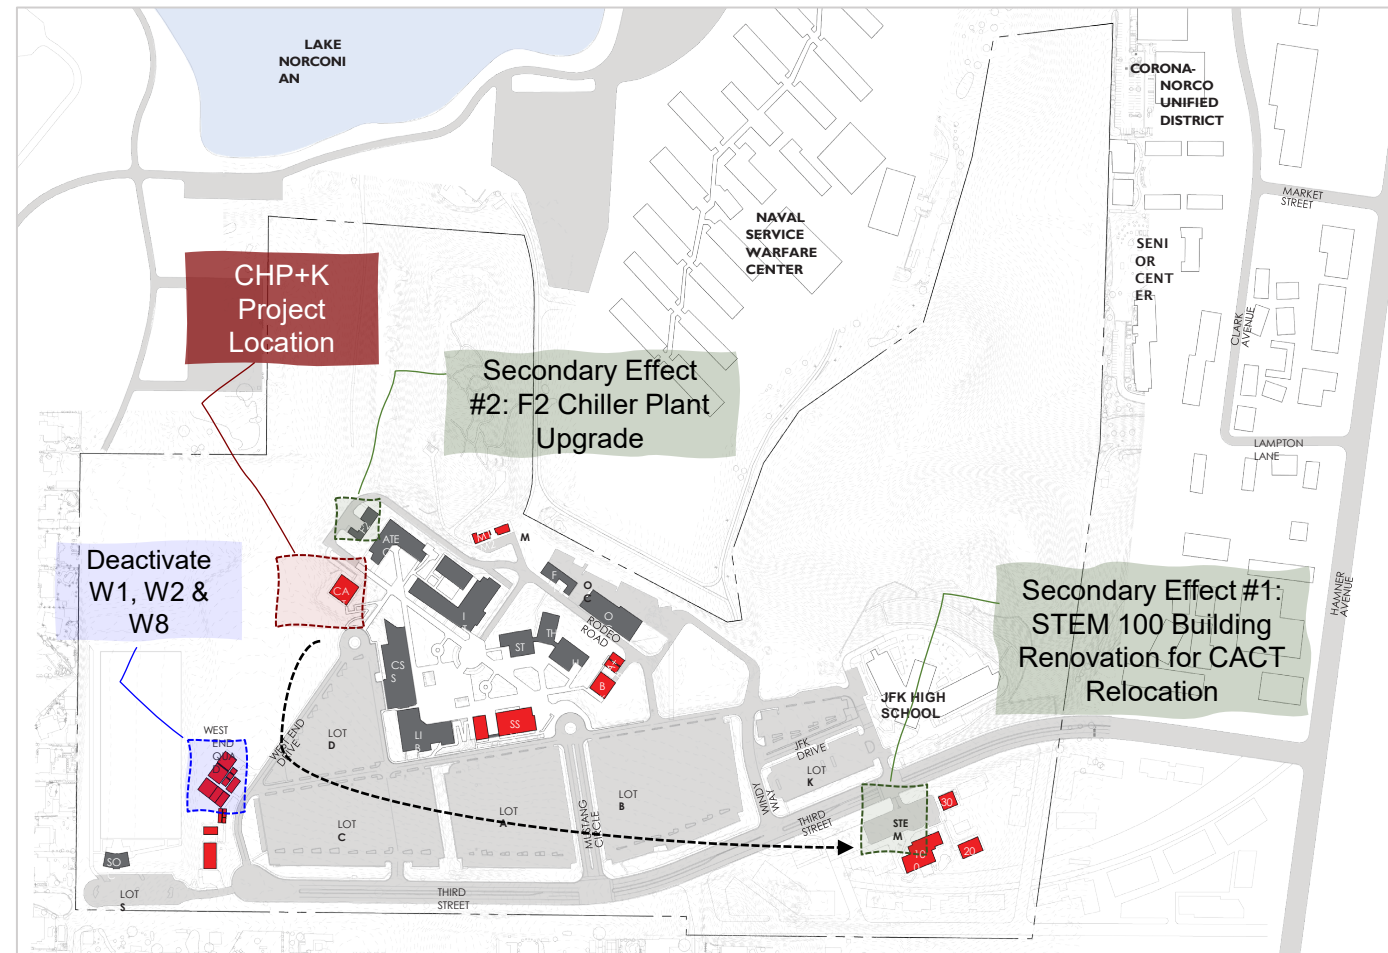 LAKE
NORCONI
AN
CORONA-
NORCO
UNIFIED
DISTRICT
MARKET
STREET
NAVAL
SERVICE
WARFARE
CENTER
SENI
OR
CENT
ER
CLARK
AVENUE
CHP+K
Project
Location
Secondary Effect
#2: F2 Chiller Plant
Upgrade
LAMPTON
LANE
HAMNER
AVENUE
ATE
M
M
Deactivate
W1, W2 &
W8
CA
F
O
C
O
I
TH
ST
RODEO
ROAD
Secondary Effect #1:
STEM 100 Building
Renovation for CACT
Relocation
CS
S
B
JFK HIGH
SCHOOL
SS
LI
B
WEST
END
QUA
WEST END
DRIVE
LOT
D
JFK
DRIVE
LOT
K
WINDY
WAY
LOT
B
LOT
A
LOT
C
MUSTANG
CIRCLE
THIRD
STREET
STE
M
30
20
10
0
SO
LOT
S
THIRD
STREET